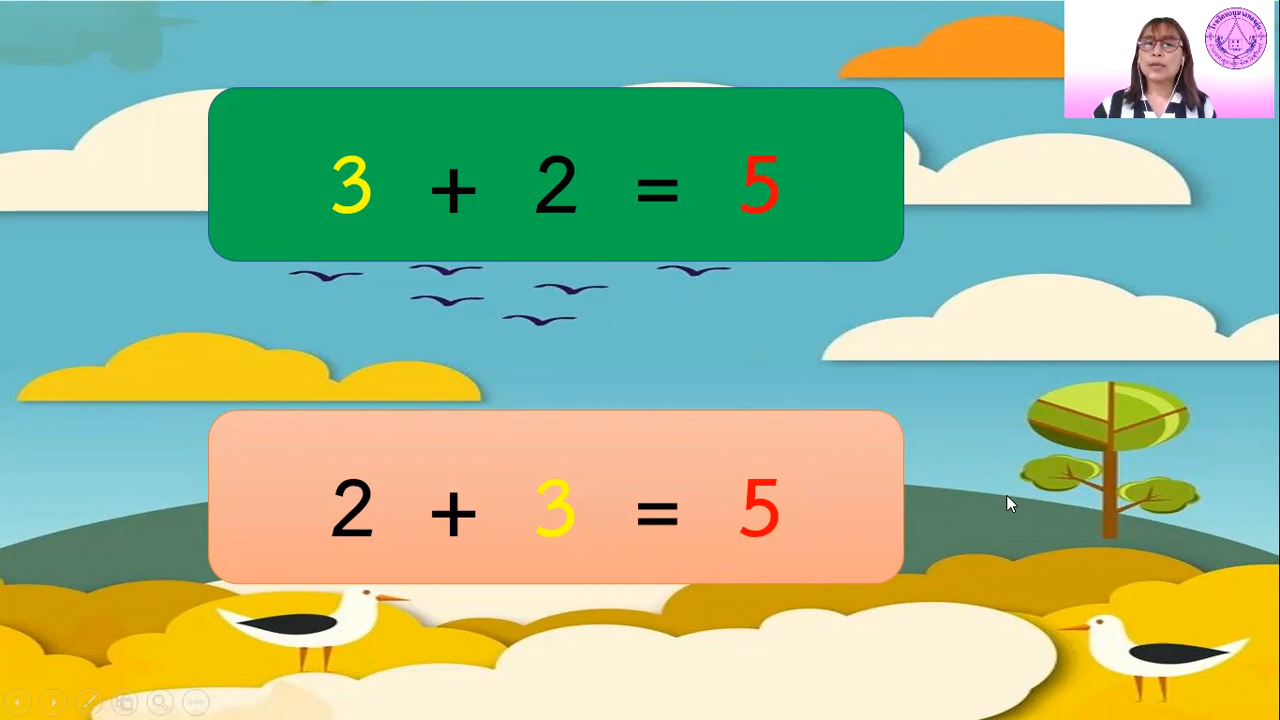 3 + 2 = 5
2 + 3 = 5